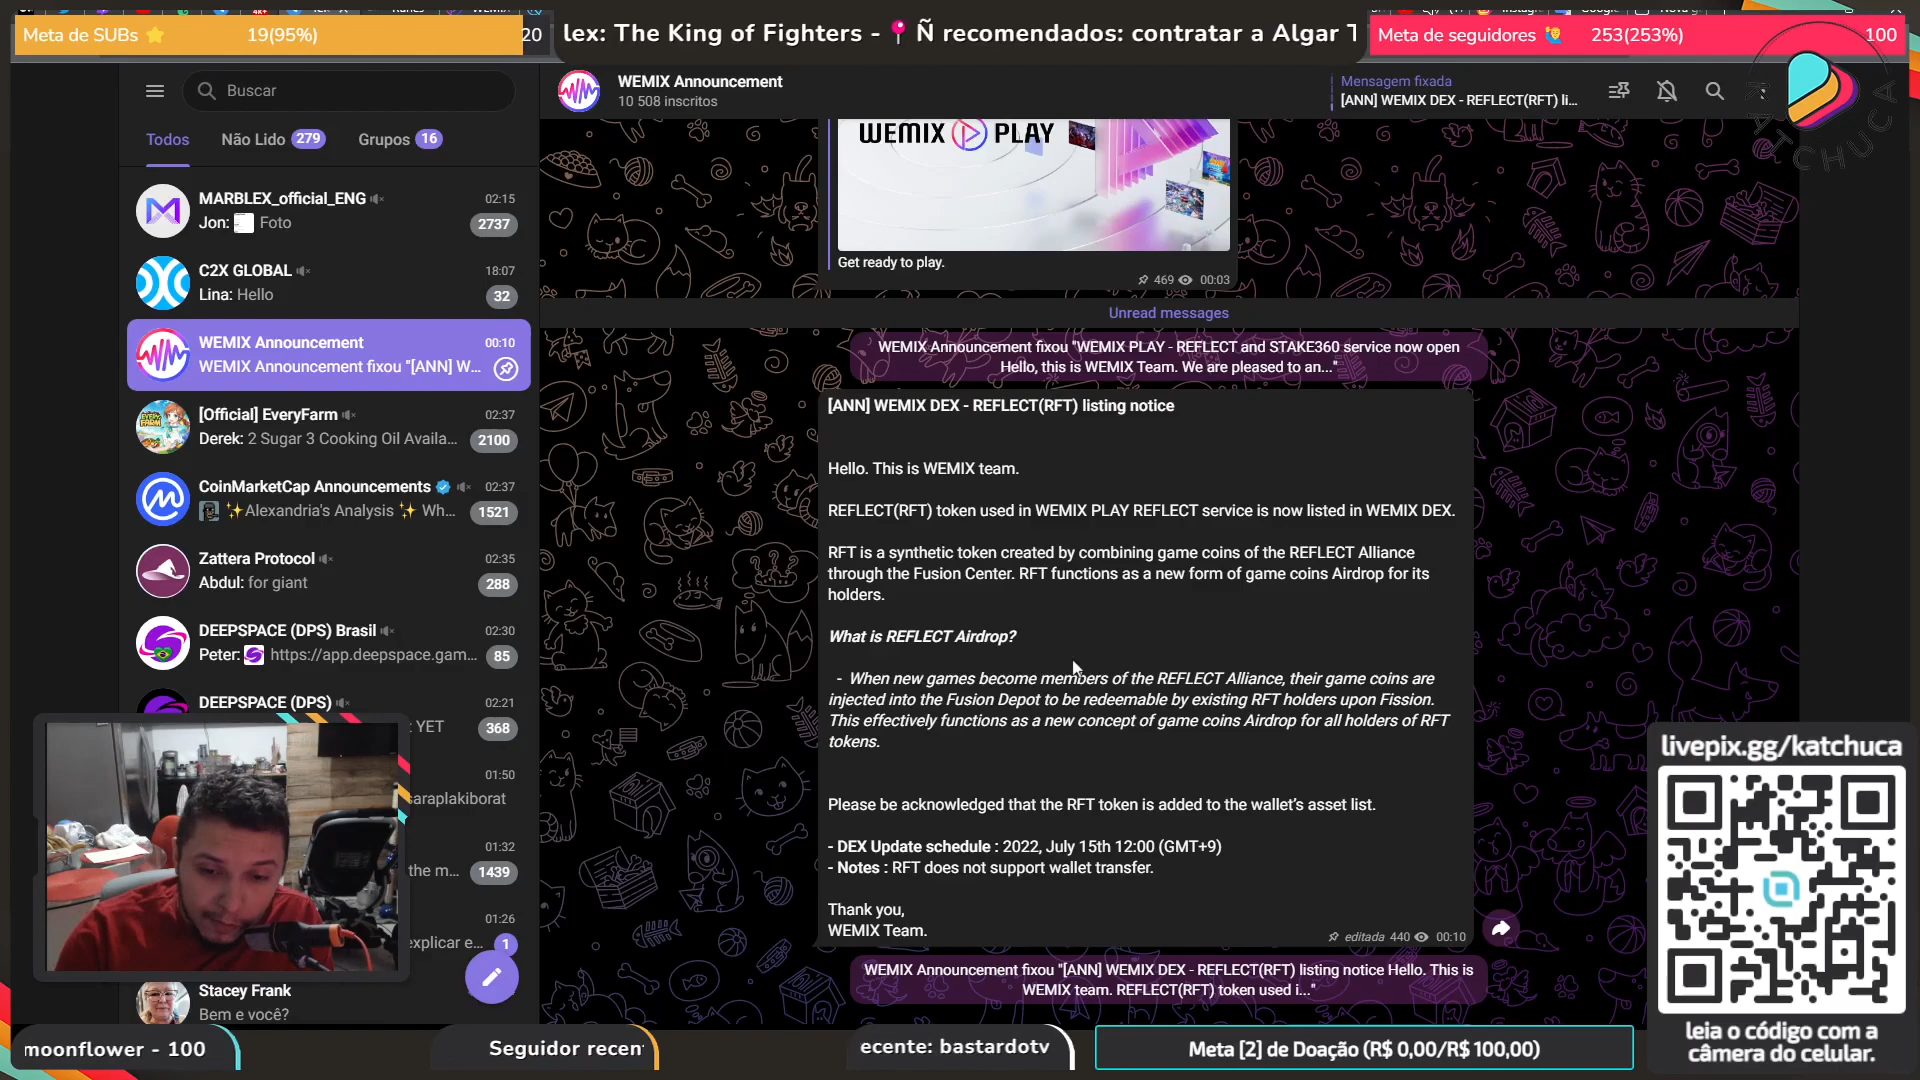 Meta de SUBs ⭐ 19(95%) 20
lex: The King of Fighters - 📍 Ñ recomendados: contratar a Algar T
Meta de seguidores 🙋 253(253%) 100
KATCHUCA
Buscar
Todos
Não Lido 279
Grupos 16
MARBLEX_official_ENG 02:15
Jon: Foto 2737
C2X GLOBAL 18:07
Lina: Hello 32
WEMIX Announcement 00:10
WEMIX Announcement fixou "[ANN] W...
[Official] EveryFarm 02:37
Derek: 2 Sugar 3 Cooking Oil Availa... 2100
CoinMarketCap Announcements 02:37
✨Alexandria's Analysis ✨ Wh... 1521
Zattera Protocol 02:35
Abdul: for giant 288
DEEPSPACE (DPS) Brasil 02:30
Peter: https://app.deepspace.gam... 85
DEEPSPACE (DPS) 02:21
YET 368
01:50
saraplakiborat
01:32
the m... 1439
01:26
explicar e... 1
Stacey Frank
Bem e você?
WEMIX Announcement
10 508 inscritos
Mensagem fixada
[ANN] WEMIX DEX - REFLECT(RFT) li...
WEMIX PLAY
Get ready to play.
469 00:03
Unread messages
WEMIX Announcement fixou "WEMIX PLAY - REFLECT and STAKE360 service now open
Hello, this is WEMIX Team. We are pleased to an..."
[ANN] WEMIX DEX - REFLECT(RFT) listing notice
Hello. This is WEMIX team.
REFLECT(RFT) token used in WEMIX PLAY REFLECT service is now listed in WEMIX DEX.
RFT is a synthetic token created by combining game coins of the REFLECT Alliance
through the Fusion Center. RFT functions as a new form of game coins Airdrop for its
holders.
What is REFLECT Airdrop?
- When new games become members of the REFLECT Alliance, their game coins are
injected into the Fusion Depot to be redeemable by existing RFT holders upon Fission.
This effectively functions as a new concept of game coins Airdrop for all holders of RFT
tokens.
Please be acknowledged that the RFT token is added to the wallet's asset list.
- DEX Update schedule : 2022, July 15th 12:00 (GMT+9)
- Notes : RFT does not support wallet transfer.
Thank you,
WEMIX Team.
editada 440 00:10
WEMIX Announcement fixou "[ANN] WEMIX DEX - REFLECT(RFT) listing notice Hello. This is
WEMIX team. REFLECT(RFT) token used i..."
livepix.gg/katchuca
leia o código com a
câmera do celular.
moonflower - 100
Seguidor recen
ecente: bastardotv
Meta [2] de Doação (R$ 0,00/R$ 100,00)